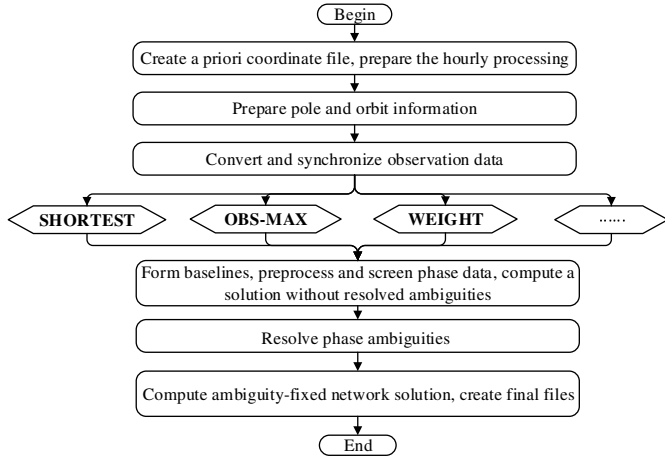 Begin
Create a priori coordinate file, prepare the hourly processing
Prepare pole and orbit information
Convert and synchronize observation data
SHORTEST
OBS-MAX
WEIGHT
······
Form baselines, preprocess and screen phase data, compute a
solution without resolved ambiguities
Resolve phase ambiguities
Compute ambiguity-fixed network solution, create final files
End